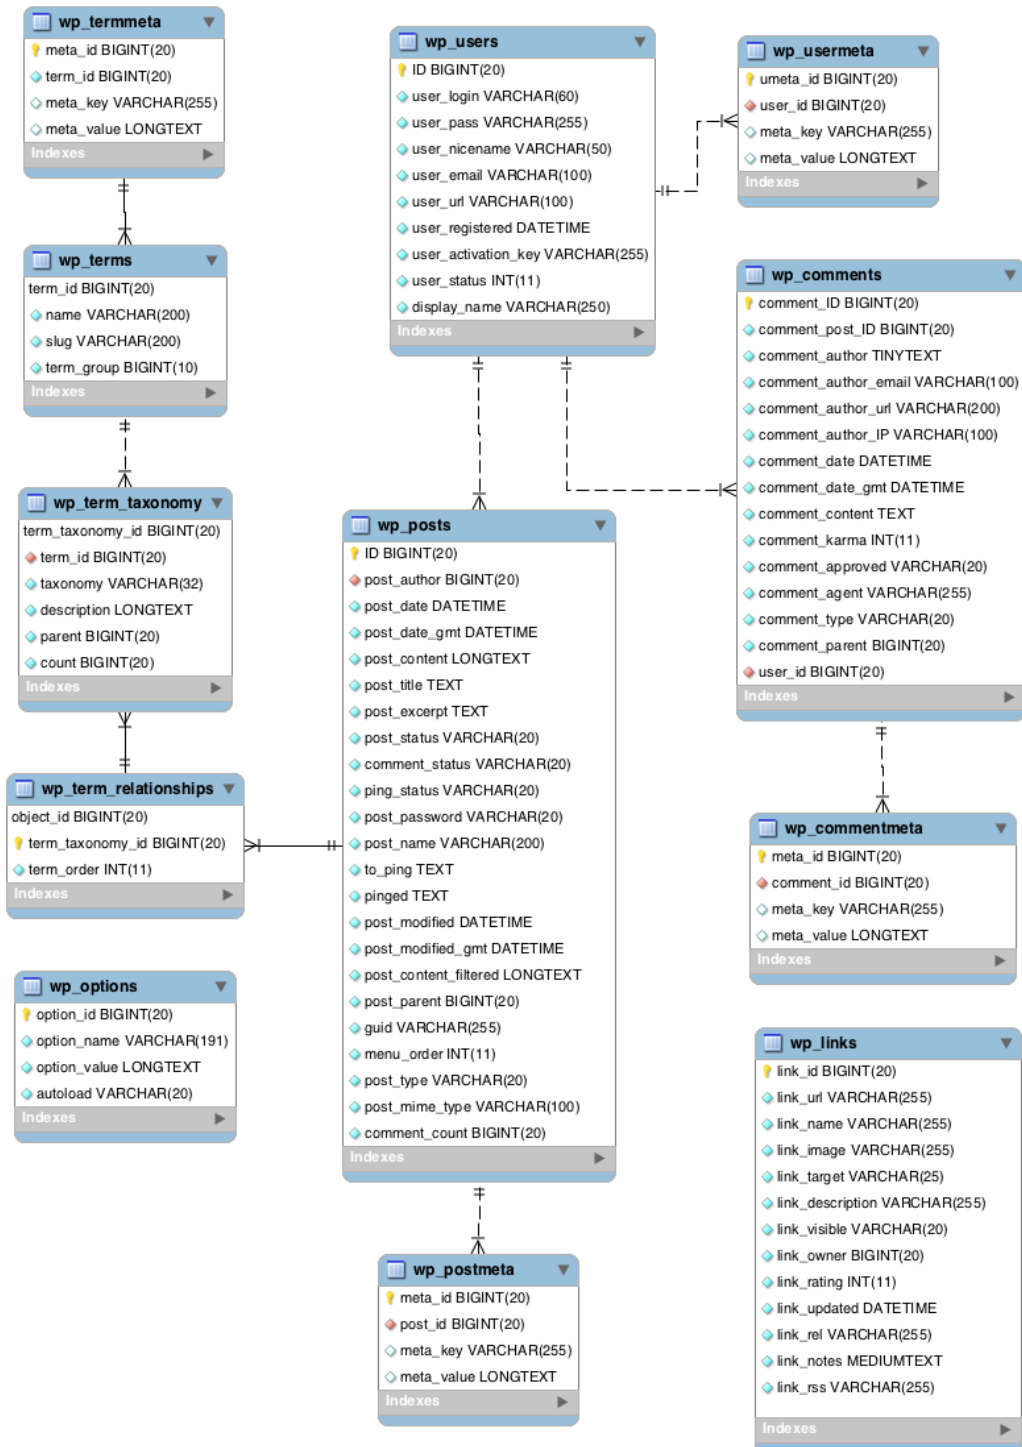 wp_termmeta
meta_id BIGINT(20)
term_id BIGINT(20)
meta_key VARCHAR(255)
meta_value LONGTEXT
Indexes
wp_terms
term_id BIGINT(20)
name VARCHAR(200)
slug VARCHAR(200)
term_group BIGINT(10)
Indexes
wp_term_taxonomy
term_taxonomy_id BIGINT(20)
term_id BIGINT(20)
taxonomy VARCHAR(32)
description LONGTEXT
parent BIGINT(20)
count BIGINT(20)
Indexes
wp_term_relationships
object_id BIGINT(20)
term_taxonomy_id BIGINT(20)
term_order INT(11)
Indexes
wp_options
option_id BIGINT(20)
option_name VARCHAR(191)
option_value LONGTEXT
autoload VARCHAR(20)
Indexes
wp_users
ID BIGINT(20)
user_login VARCHAR(60)
user_pass VARCHAR(255)
user_nicename VARCHAR(50)
user_email VARCHAR(100)
user_url VARCHAR(100)
user_registered DATETIME
user_activation_key VARCHAR(255)
user_status INT(11)
display_name VARCHAR(250)
Indexes
wp_posts
ID BIGINT(20)
post_author BIGINT(20)
post_date DATETIME
post_date_gmt DATETIME
post_content LONGTEXT
post_title TEXT
post_excerpt TEXT
post_status VARCHAR(20)
comment_status VARCHAR(20)
ping_status VARCHAR(20)
post_password VARCHAR(20)
post_name VARCHAR(200)
to_ping TEXT
pinged TEXT
post_modified DATETIME
post_modified_gmt DATETIME
post_content_filtered LONGTEXT
post_parent BIGINT(20)
guid VARCHAR(255)
menu_order INT(11)
post_type VARCHAR(20)
post_mime_type VARCHAR(100)
comment_count BIGINT(20)
Indexes
wp_postmeta
meta_id BIGINT(20)
post_id BIGINT(20)
meta_key VARCHAR(255)
meta_value LONGTEXT
Indexes
wp_usermeta
umeta_id BIGINT(20)
user_id BIGINT(20)
meta_key VARCHAR(255)
meta_value LONGTEXT
Indexes
wp_comments
comment_ID BIGINT(20)
comment_post_ID BIGINT(20)
comment_author TINYTEXT
comment_author_email VARCHAR(100)
comment_author_url VARCHAR(200)
comment_author_IP VARCHAR(100)
comment_date DATETIME
comment_date_gmt DATETIME
comment_content TEXT
comment_karma INT(11)
comment_approved VARCHAR(20)
comment_agent VARCHAR(255)
comment_type VARCHAR(20)
comment_parent BIGINT(20)
user_id BIGINT(20)
Indexes
wp_commentmeta
meta_id BIGINT(20)
comment_id BIGINT(20)
meta_key VARCHAR(255)
meta_value LONGTEXT
Indexes
wp_links
link_id BIGINT(20)
link_url VARCHAR(255)
link_name VARCHAR(255)
link_image VARCHAR(255)
link_target VARCHAR(25)
link_description VARCHAR(255)
link_visible VARCHAR(20)
link_owner BIGINT(20)
link_rating INT(11)
link_updated DATETIME
link_rel VARCHAR(255)
link_notes MEDIUMTEXT
link_rss VARCHAR(255)
Indexes